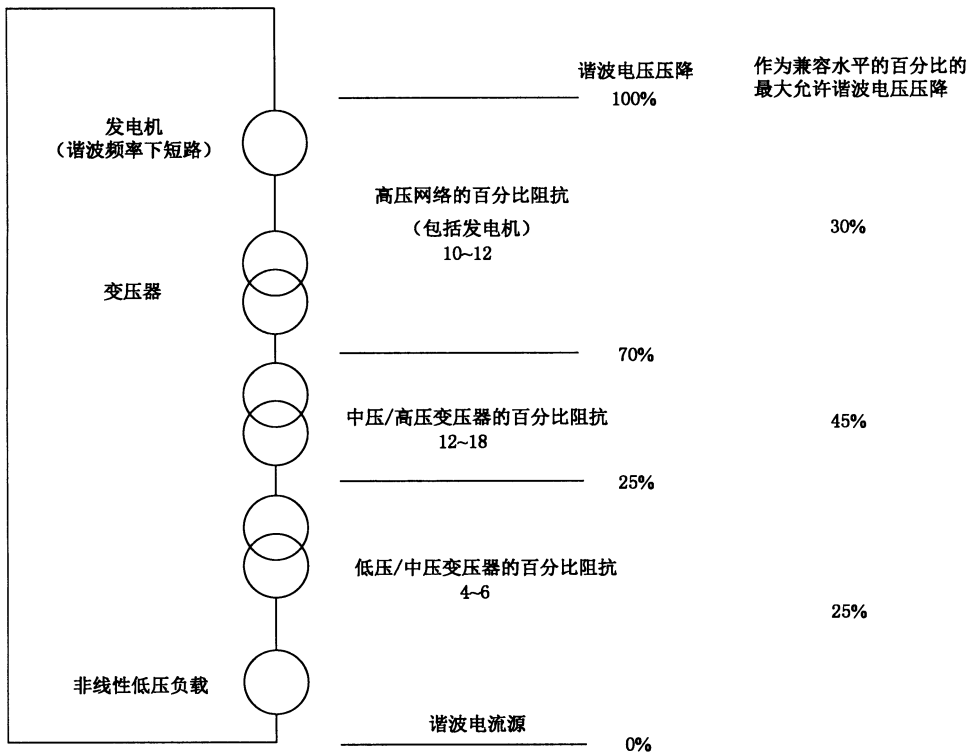 谐波电压压降
100%
作为兼容水平的百分比的
最大允许谐波电压压降
发电机
（谐波频率下短路）
高压网络的百分比阻抗
（包括发电机）
10~12
30%
变压器
70%
中压/高压变压器的百分比阻抗
12~18
45%
25%
低压/中压变压器的百分比阻抗
4~6
25%
非线性低压负载
谐波电流源
0%